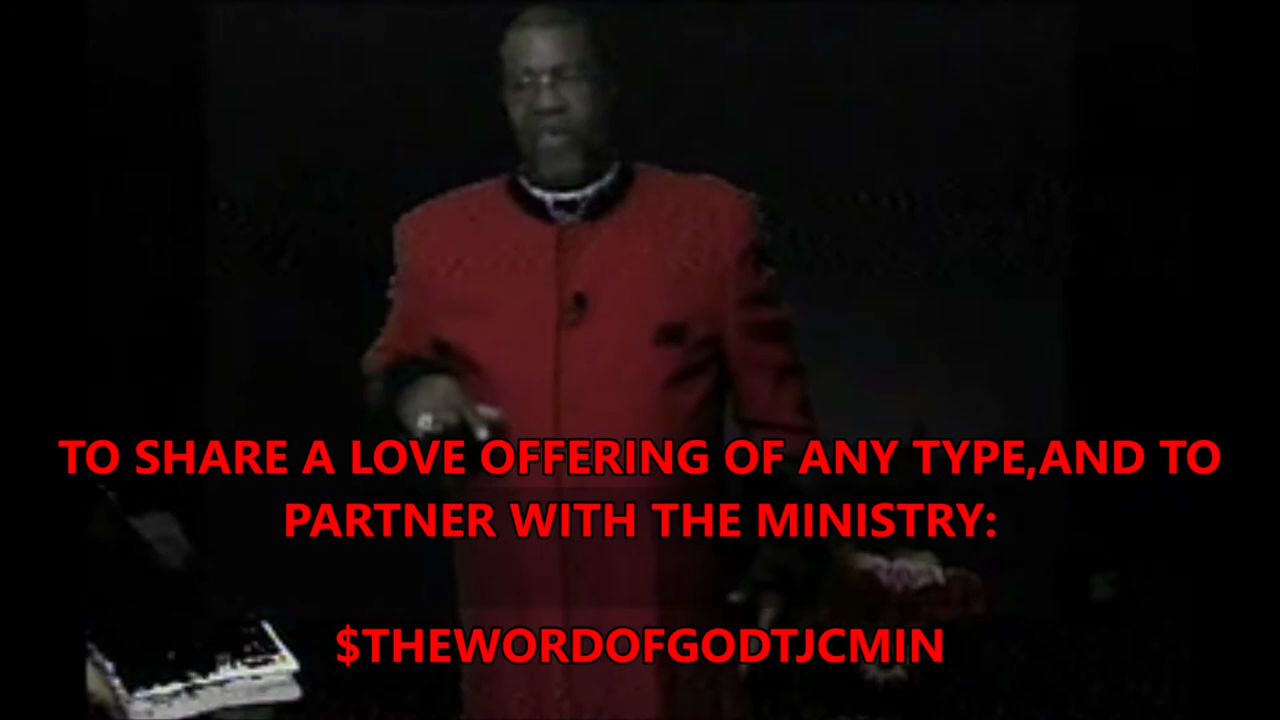 TO SHARE A LOVE OFFERING OF ANY TYPE,AND TO
PARTNER WITH THE MINISTRY:
$THEWORDOFGODTJCMIN